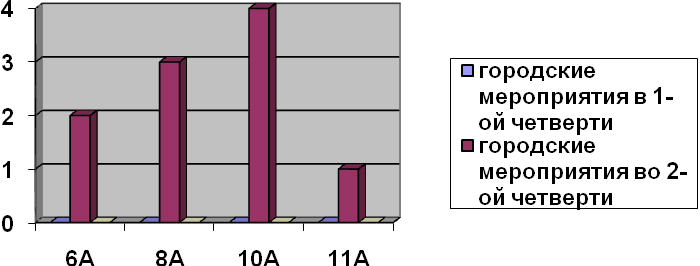 4
3
2
1
0
6А 8А 10А 11А
городские
мероприятия в 1-
ой четверти
городские
мероприятия во 2-
ой четверти